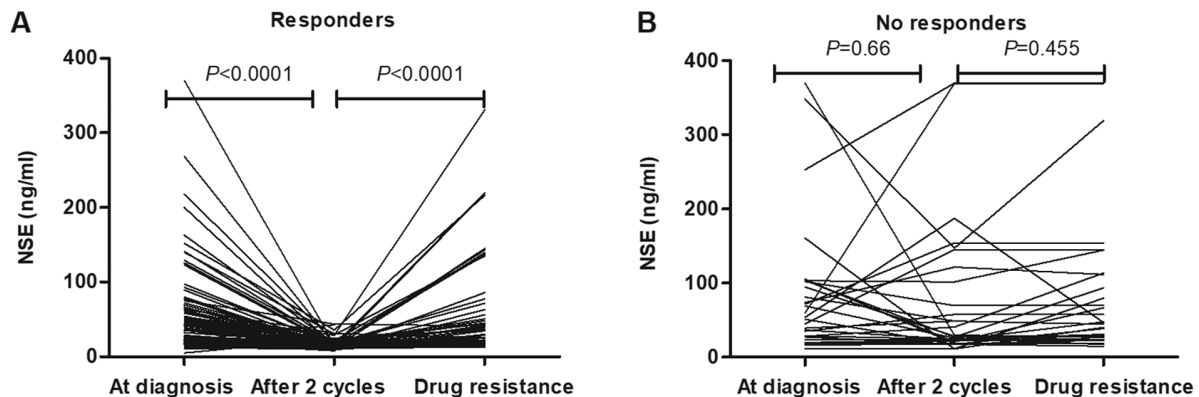 A
Responders
P<0.0001
P<0.0001
NSE (ng/ml)
400
300
200
100
0
At diagnosis
After 2 cycles
Drug resistance
B
No responders
P=0.66
P=0.455
NSE (ng/ml)
400
300
200
100
0
At diagnosis
After 2 cycles
Drug resistance